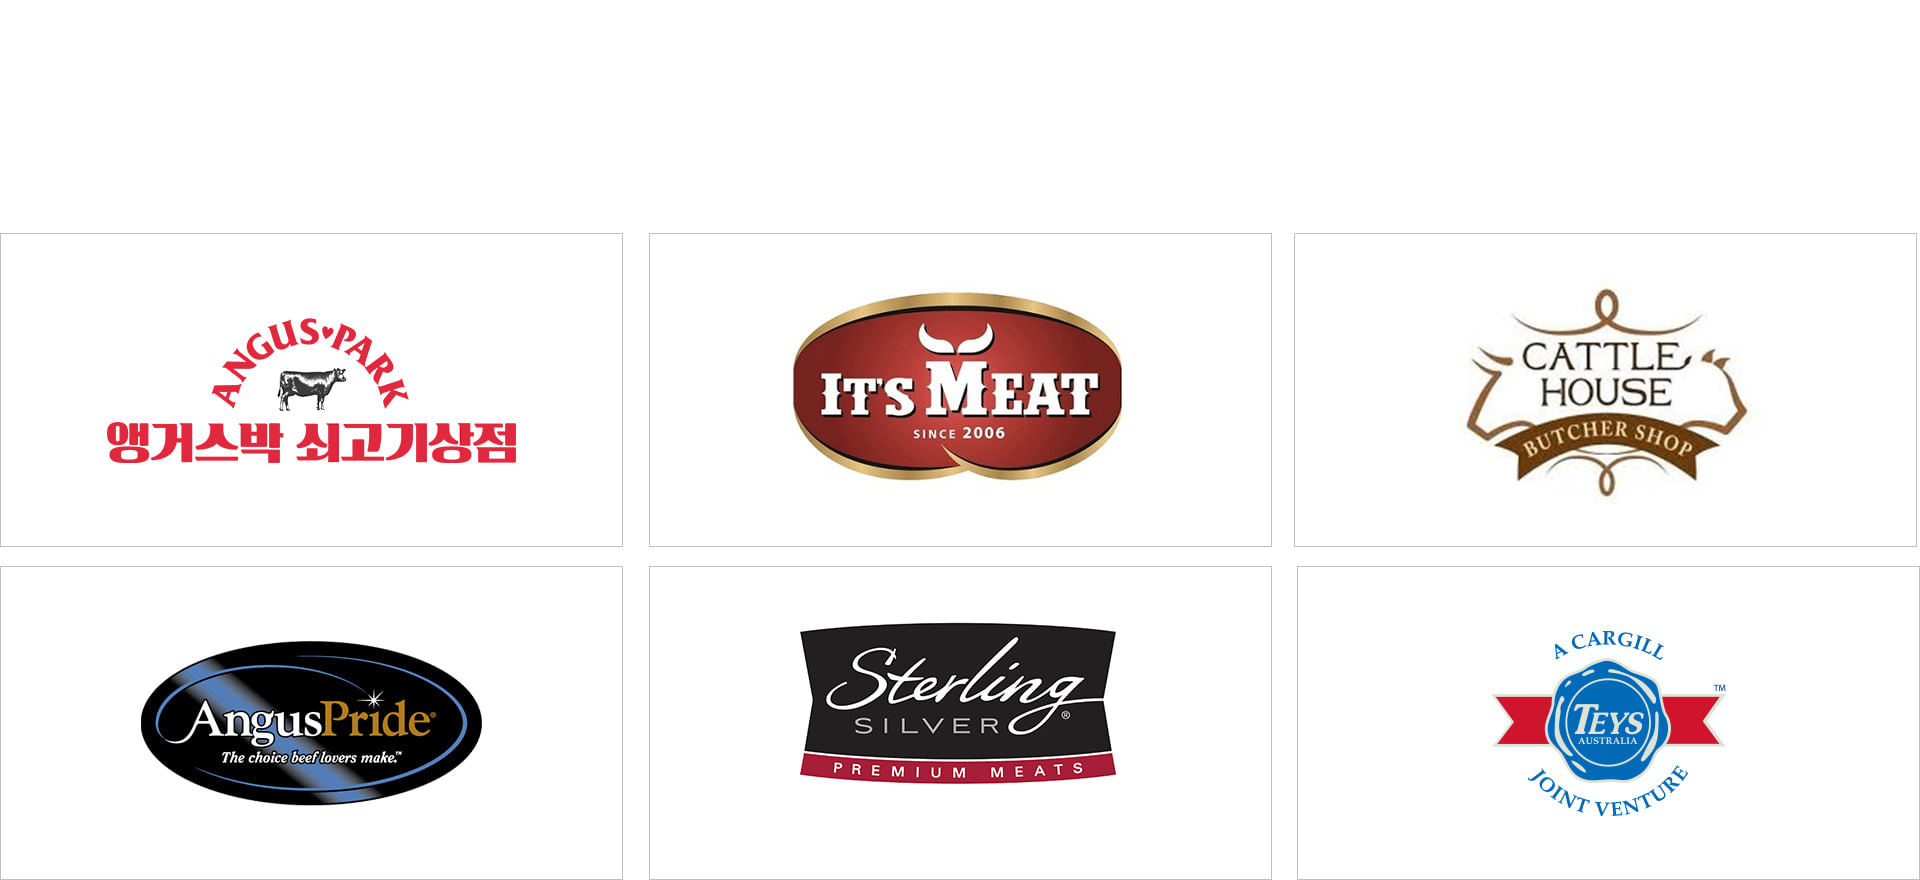 ANGUS♥PARK
앵거스박 쇠고기상점
IT'S MEAT
SINCE 2006
CATTLE
HOUSE
BUTCHER SHOP
AngusPride®
The choice beef lovers make.™
Sterling
SILVER®
PREMIUM MEATS
A CARGILL
TM
TEYS
AUSTRALIA
JOINT VENTURE